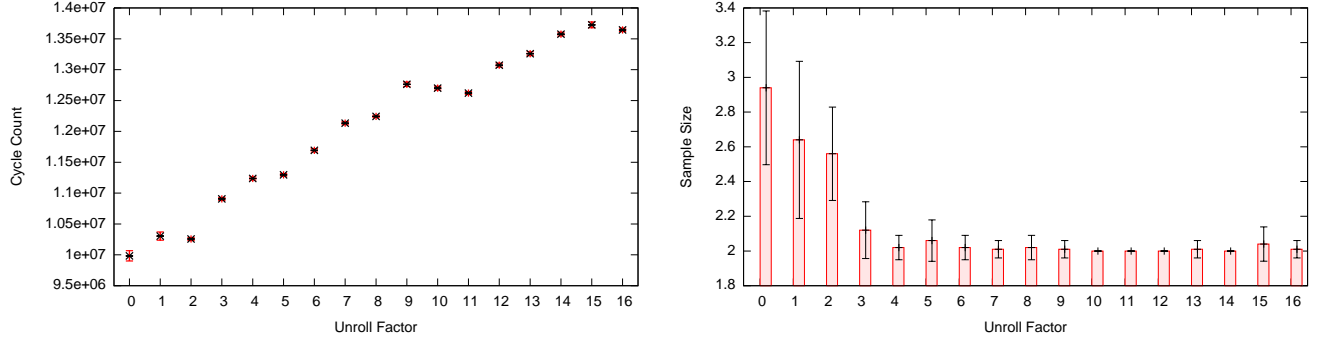 1.4e+07
1.35e+07
1.3e+07
1.25e+07
1.2e+07
1.15e+07
1.1e+07
1.05e+07
1e+07
9.5e+06
Cycle Count
0 1 2 3 4 5 6 7 8 9 10 11 12 13 14 15 16
Unroll Factor
3.4
3.2
3
2.8
2.6
2.4
2.2
2
1.8
Sample Size
0 1 2 3 4 5 6 7 8 9 10 11 12 13 14 15 16
Unroll Factor